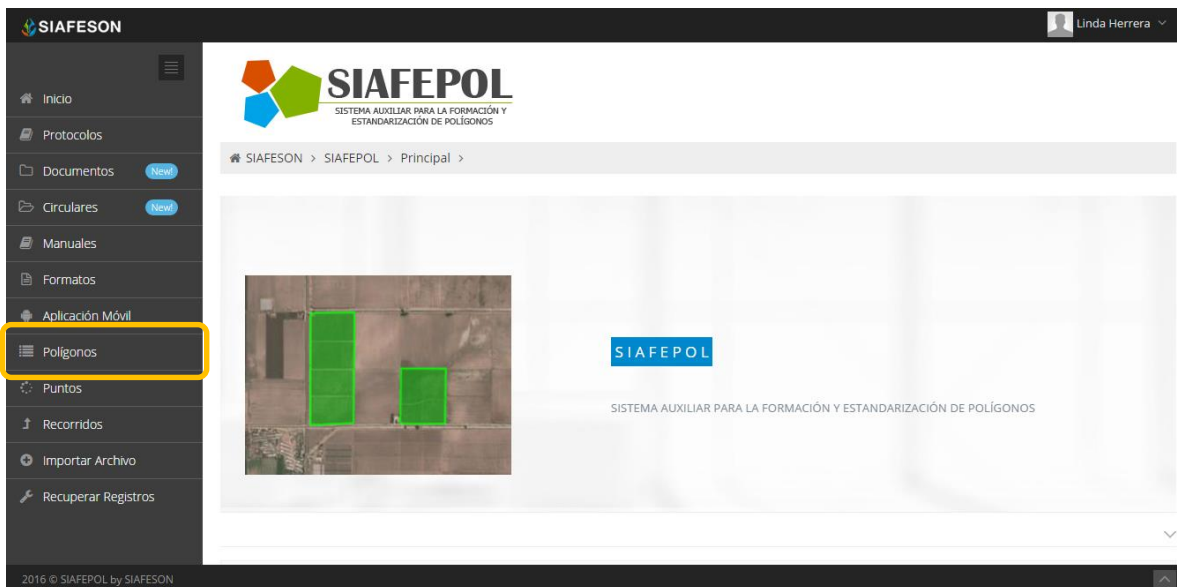 SIAFESON
Linda Herrera
Inicio
Protocolos
Documentos New!
Circulares New!
Manuales
Formatos
Aplicación Móvil
Polígonos
Puntos
Recorridos
Importar Archivo
Recuperar Registros
SIAFEPOL
SISTEMA AUXILIAR PARA LA FORMACIÓN Y
ESTANDARIZACIÓN DE POLÍGONOS
SIAFESON > SIAFEPOL > Principal >
SIAFEPOL
SISTEMA AUXILIAR PARA LA FORMACIÓN Y ESTANDARIZACIÓN DE POLÍGONOS
2016 © SIAFEPOL by SIAFESON